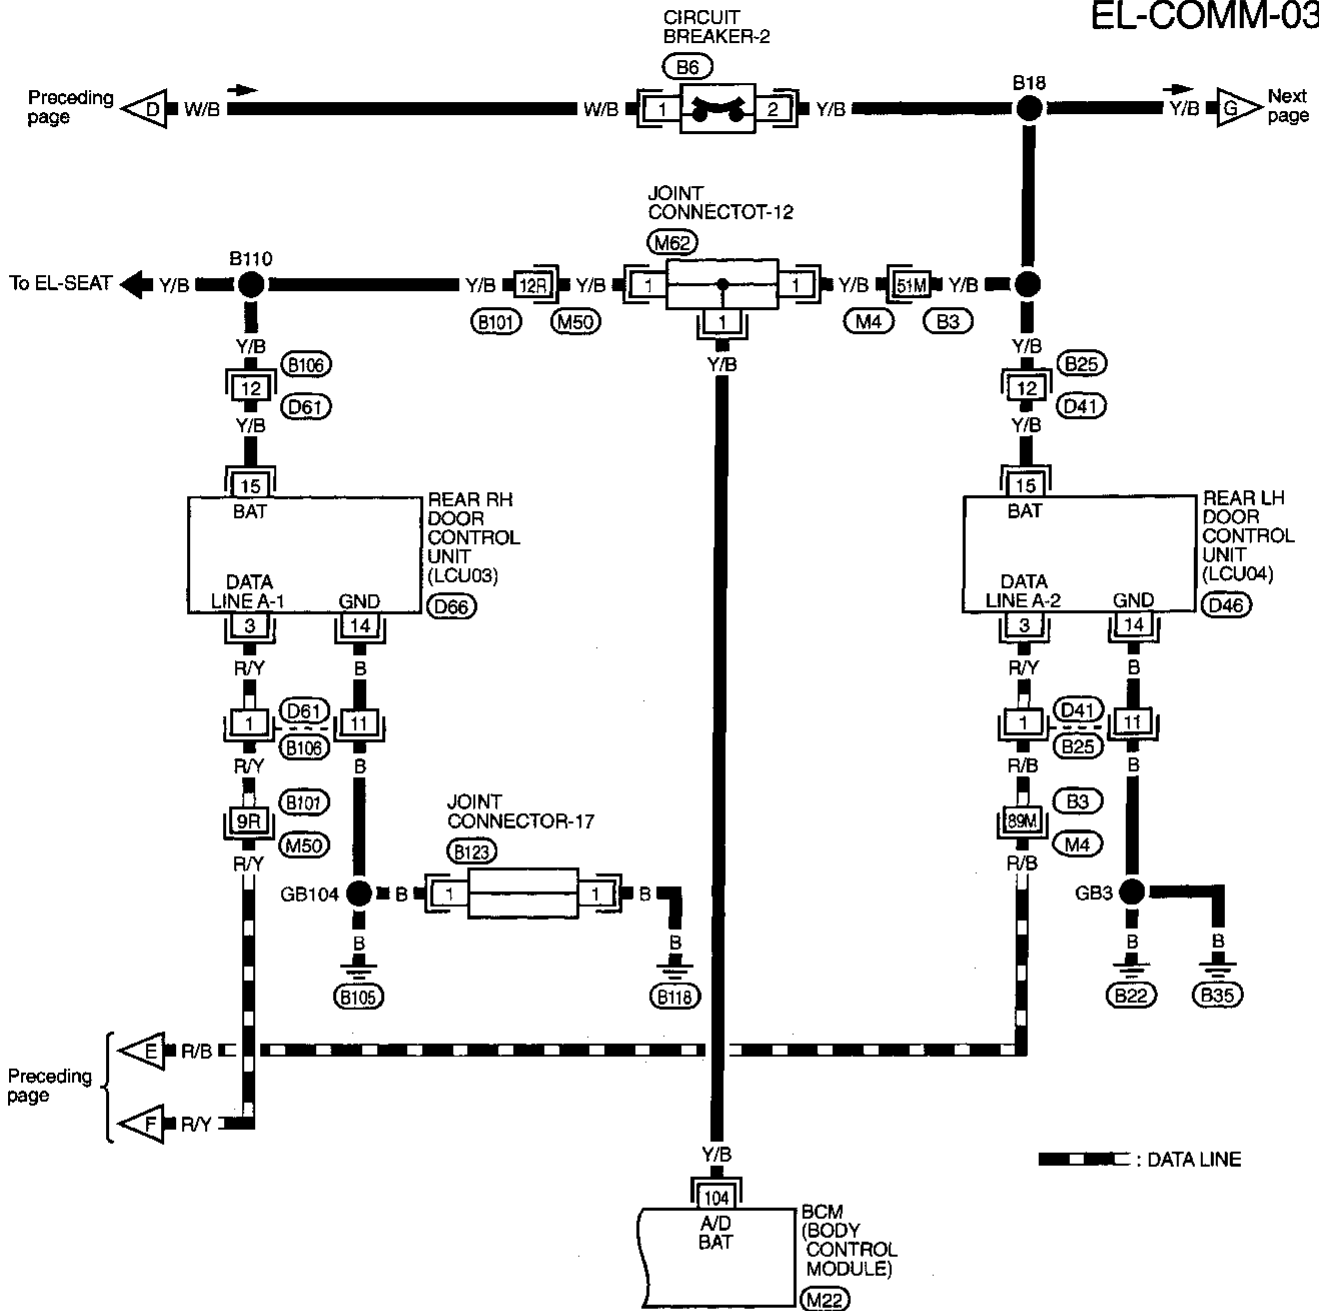 EL-COMM-03
CIRCUIT
BREAKER-2
B6
B18
Preceding
page
D
W/B
W/B
1
2
Y/B
Y/B
G
Next
page
JOINT
CONNECTOT-12
M62
B110
To EL-SEAT
Y/B
Y/B
12R
Y/B
1
1
Y/B
51M
Y/B
B101
M50
1
M4
B3
Y/B
Y/B
Y/B
B106
12
D61
Y/B
B25
12
D41
Y/B
15
BAT
REAR RH
DOOR
CONTROL
UNIT
(LCU03)
D66
DATA
LINE A-1
GND
3
14
15
BAT
REAR LH
DOOR
CONTROL
UNIT
(LCU04)
D46
DATA
LINE A-2
GND
3
14
R/Y
B
R/Y
B
1
D61
B106
11
1
D41
B25
11
R/Y
B
R/B
B
9R
B101
M50
R/Y
JOINT
CONNECTOR-17
B123
89M
B3
M4
R/B
GB104
B
1
1
B
GB3
B
B
B
B
B105
B118
B22
B35
Preceding
page
E
R/B
F
R/Y
Y/B
: DATA LINE
104
A/D
BAT
BCM
(BODY
CONTROL
MODULE)
M22